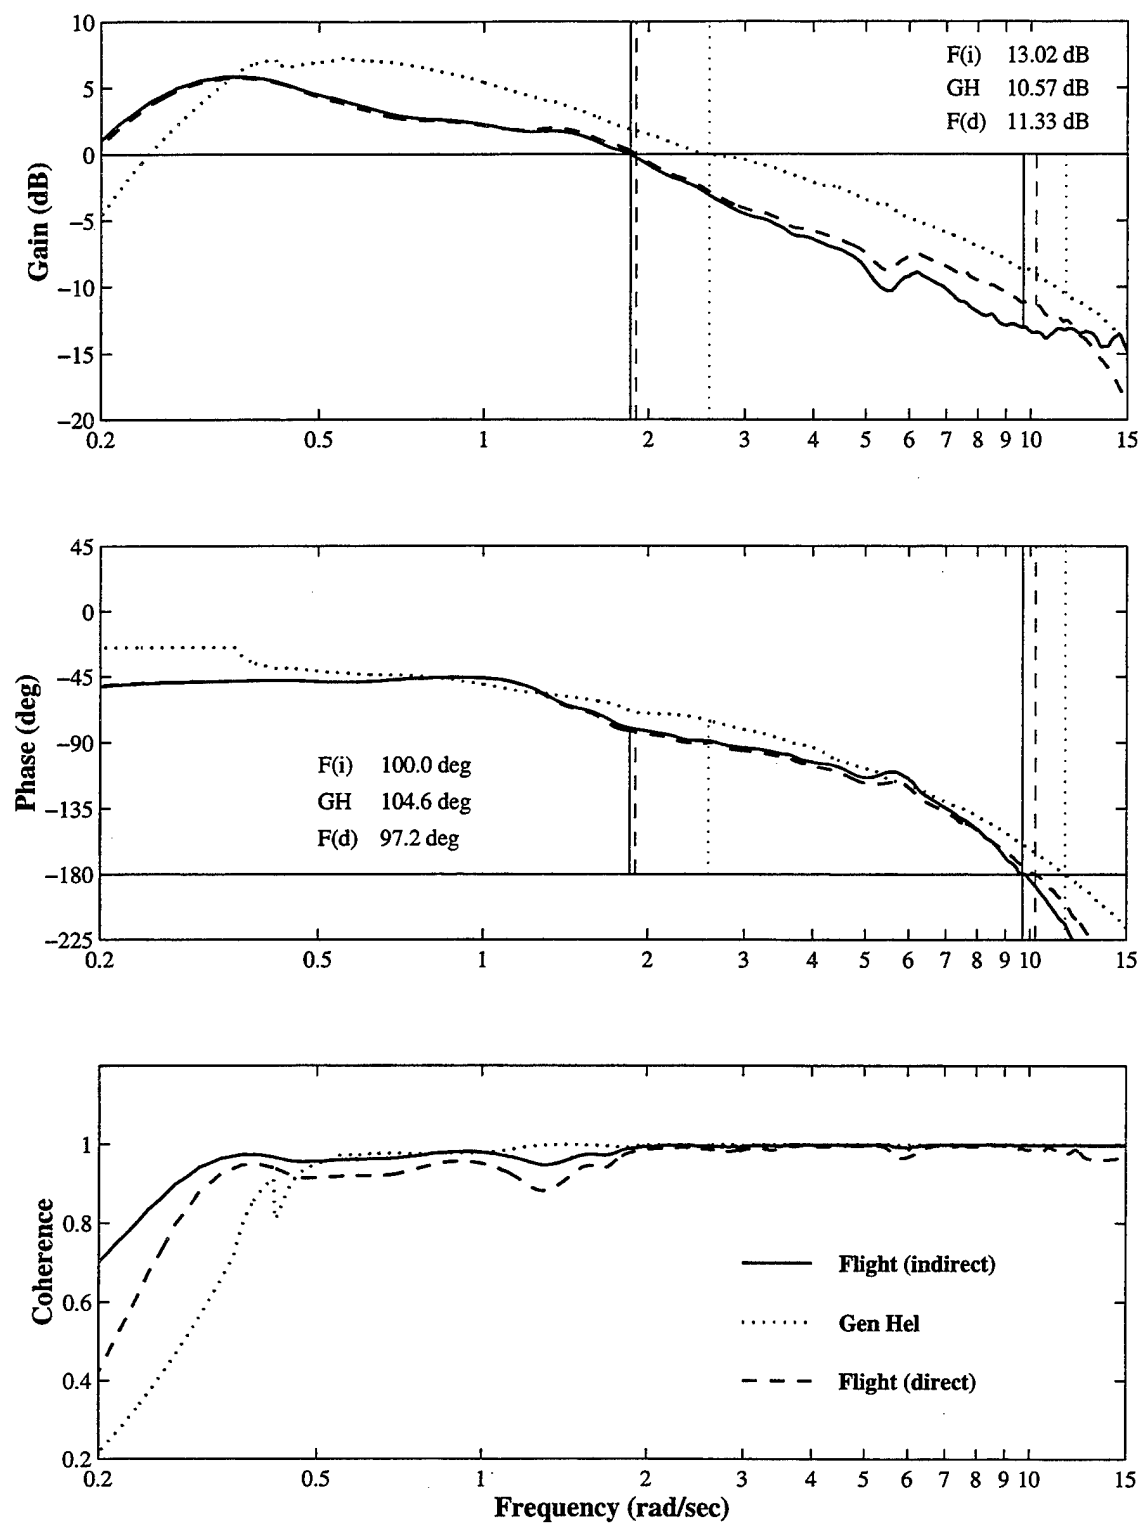 10
5
0
−5
−10
−15
−20
Gain (dB)
F(i) 13.02 dB
GH 10.57 dB
F(d) 11.33 dB
0.2 0.5 1 2 3 4 5 6 7 8 9 10 15
45
0
−45
−90
−135
−180
−225
Phase (deg)
F(i) 100.0 deg
GH 104.6 deg
F(d) 97.2 deg
0.2 0.5 1 2 3 4 5 6 7 8 9 10 15
1
0.8
0.6
0.4
0.2
Coherence
Flight (indirect)
Gen Hel
Flight (direct)
0.2 0.5 1 2 3 4 5 6 7 8 9 10 15
Frequency (rad/sec)